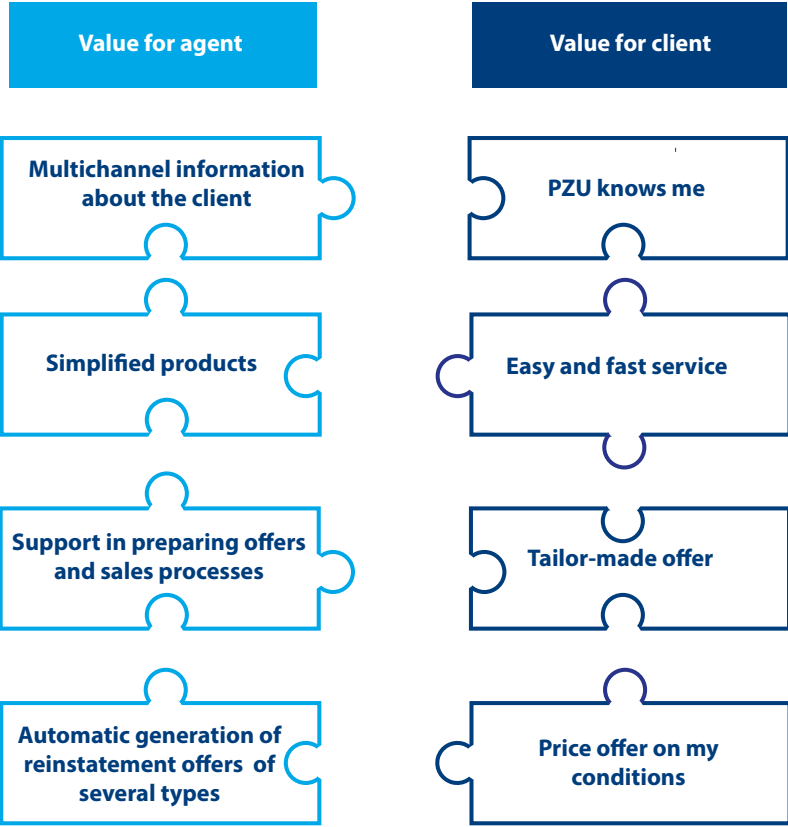 Value for agent
Value for client
Multichannel information
about the client
PZU knows me
Simplified products
Easy and fast service
Support in preparing offers
and sales processes
Tailor-made offer
Automatic generation of
reinstatement offers of
several types
Price offer on my
conditions